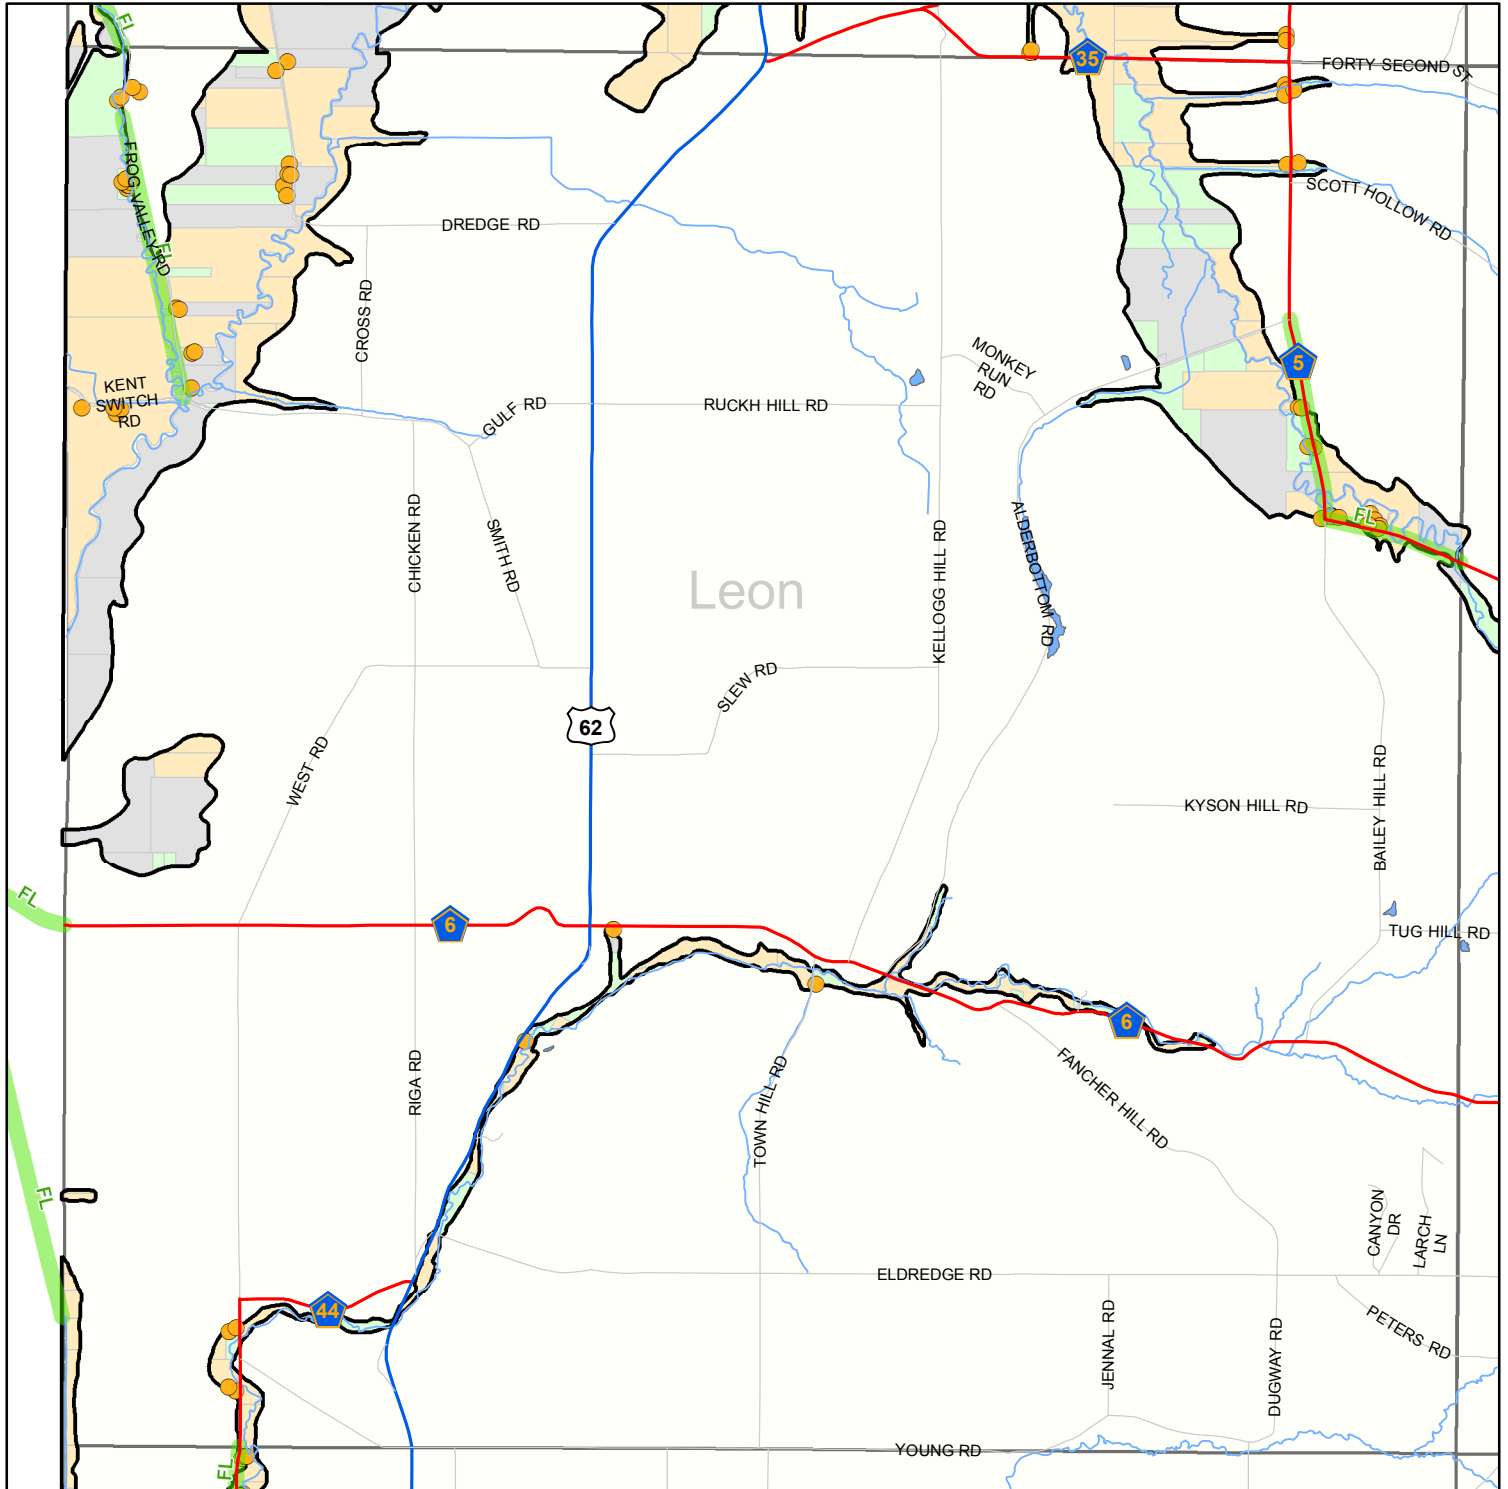 FL
35
FORTY SECOND ST
FROG VALLEY RD
FL
SCOTT HOLLOW RD
DREDGE RD
CROSS RD
MONKEY
RUN
RD
5
KENT
SWITCH
RD
GULF RD
RUCKH HILL RD
CHICKEN RD
SMITH RD
KELLOGG HILL RD
ALDERBOTTOM RD
FL
Leon
SLEW RD
62
WEST RD
KYSON HILL RD
BAILEY HILL RD
FL
6
TUG HILL RD
6
RIGA RD
TOWN HILL RD
FANCHER HILL RD
FL
CANYON
DR
LARCH
LN
ELDREDGE RD
44
JENNAL RD
DUGWAY RD
PETERS RD
YOUNG RD
FL